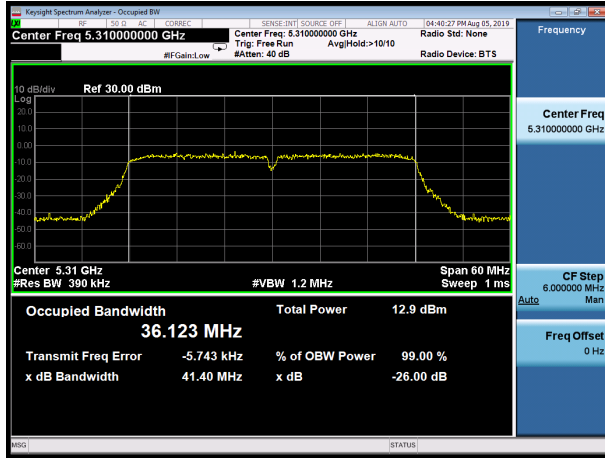 Keysight Spectrum Analyzer - Occupied BW
RF 50 Ω AC CORREC SENSE:INT SOURCE OFF ALIGN AUTO 04:40:27 PM Aug 05, 2019
Center Freq 5.310000000 GHz
Center Freq: 5.310000000 GHz Radio Std: None
Trig: Free Run Avg|Hold:>10/10
#IFGain:Low #Atten: 40 dB Radio Device: BTS
Frequency
10 dB/div Ref 30.00 dBm
Log
20.0
10.0
0.00
-10.0
-20.0
-30.0
-40.0
-50.0
-60.0
Center 5.31 GHz Span 60 MHz
#Res BW 390 kHz #VBW 1.2 MHz Sweep 1 ms
Occupied Bandwidth Total Power 12.9 dBm
36.123 MHz
Transmit Freq Error -5.743 kHz % of OBW Power 99.00 %
x dB Bandwidth 41.40 MHz x dB -26.00 dB
Center Freq
5.310000000 GHz
CF Step
6.000000 MHz
Auto Man
Freq Offset
0 Hz
MSG STATUS